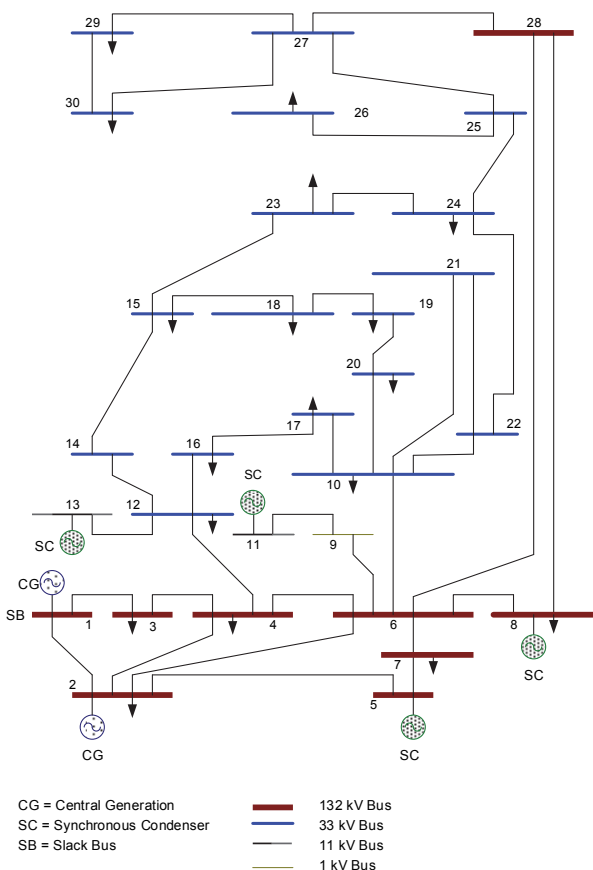 29
27
28
30
26
25
23
24
21
15
18
19
20
17
14
16
22
10
SC
13
12
11
9
SC
CG
SB
1
3
4
6
8
7
SC
2
5
CG
SC
CG = Central Generation
132 kV Bus
SC = Synchronous Condenser
33 kV Bus
SB = Slack Bus
11 kV Bus
1 kV Bus